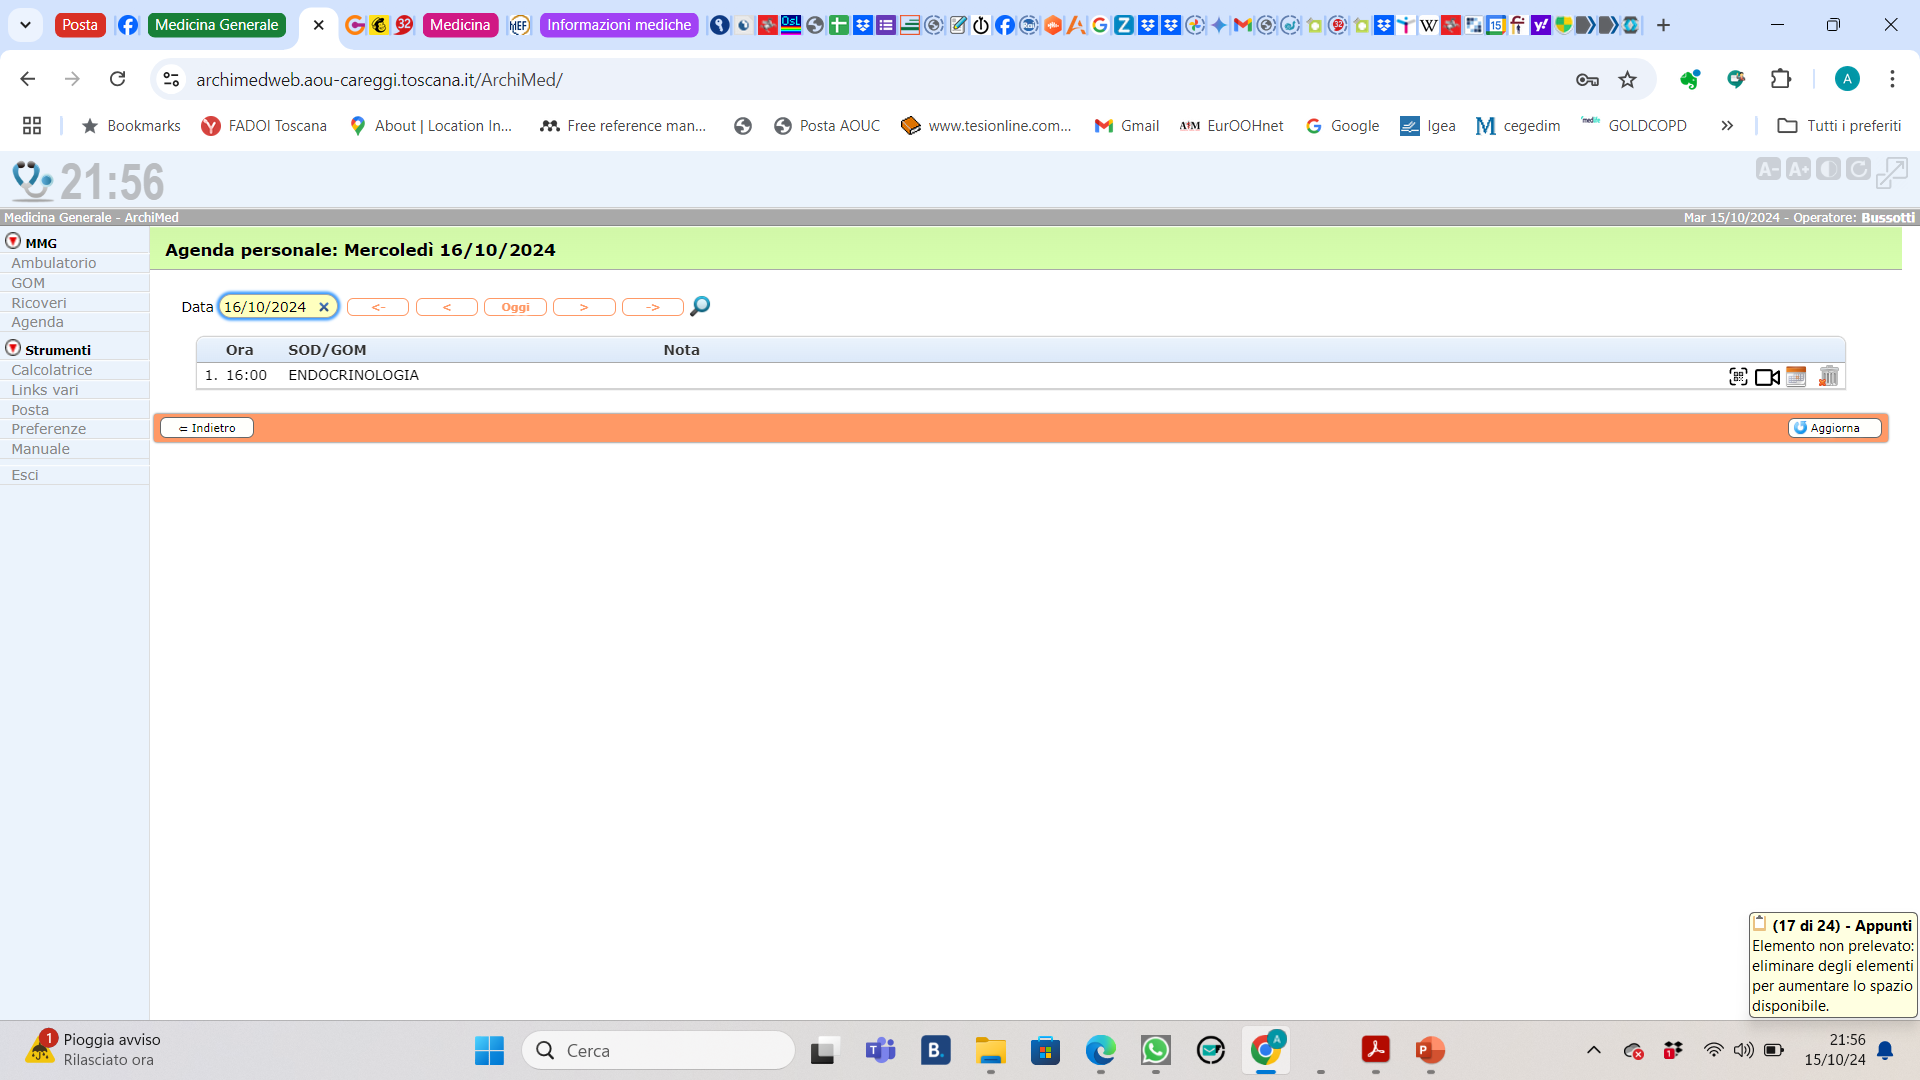 Posta
Medicina Generale
32
Medicina
MEF
Informazioni mediche
archimedweb.aou-careggi.toscana.it/ArchiMed/
A
Bookmarks
FADOI Toscana
About | Location In...
Free reference man...
Posta AOUC
www.tesionline.com...
Gmail
EurOOHnet
Google
Igea
cegedim
GOLDCOPD
Tutti i preferiti
21:56
A- A+
Medicina Generale - ArchiMed
Mar 15/10/2024 - Operatore: Bussotti
MMG
Ambulatorio
GOM
Ricoveri
Agenda
Strumenti
Calcolatrice
Links vari
Posta
Preferenze
Manuale
Esci
Agenda personale: Mercoledì 16/10/2024
Data 16/10/2024 × <- < Oggi > ->
Ora SOD/GOM Nota
1. 16:00 ENDOCRINOLOGIA
⇐ Indietro
Aggiorna
(17 di 24) - Appunti
Elemento non prelevato:
eliminare degli elementi
per aumentare lo spazio
disponibile.
1
Pioggia avviso
Rilasciato ora
Cerca
B.
A
21:56
15/10/24